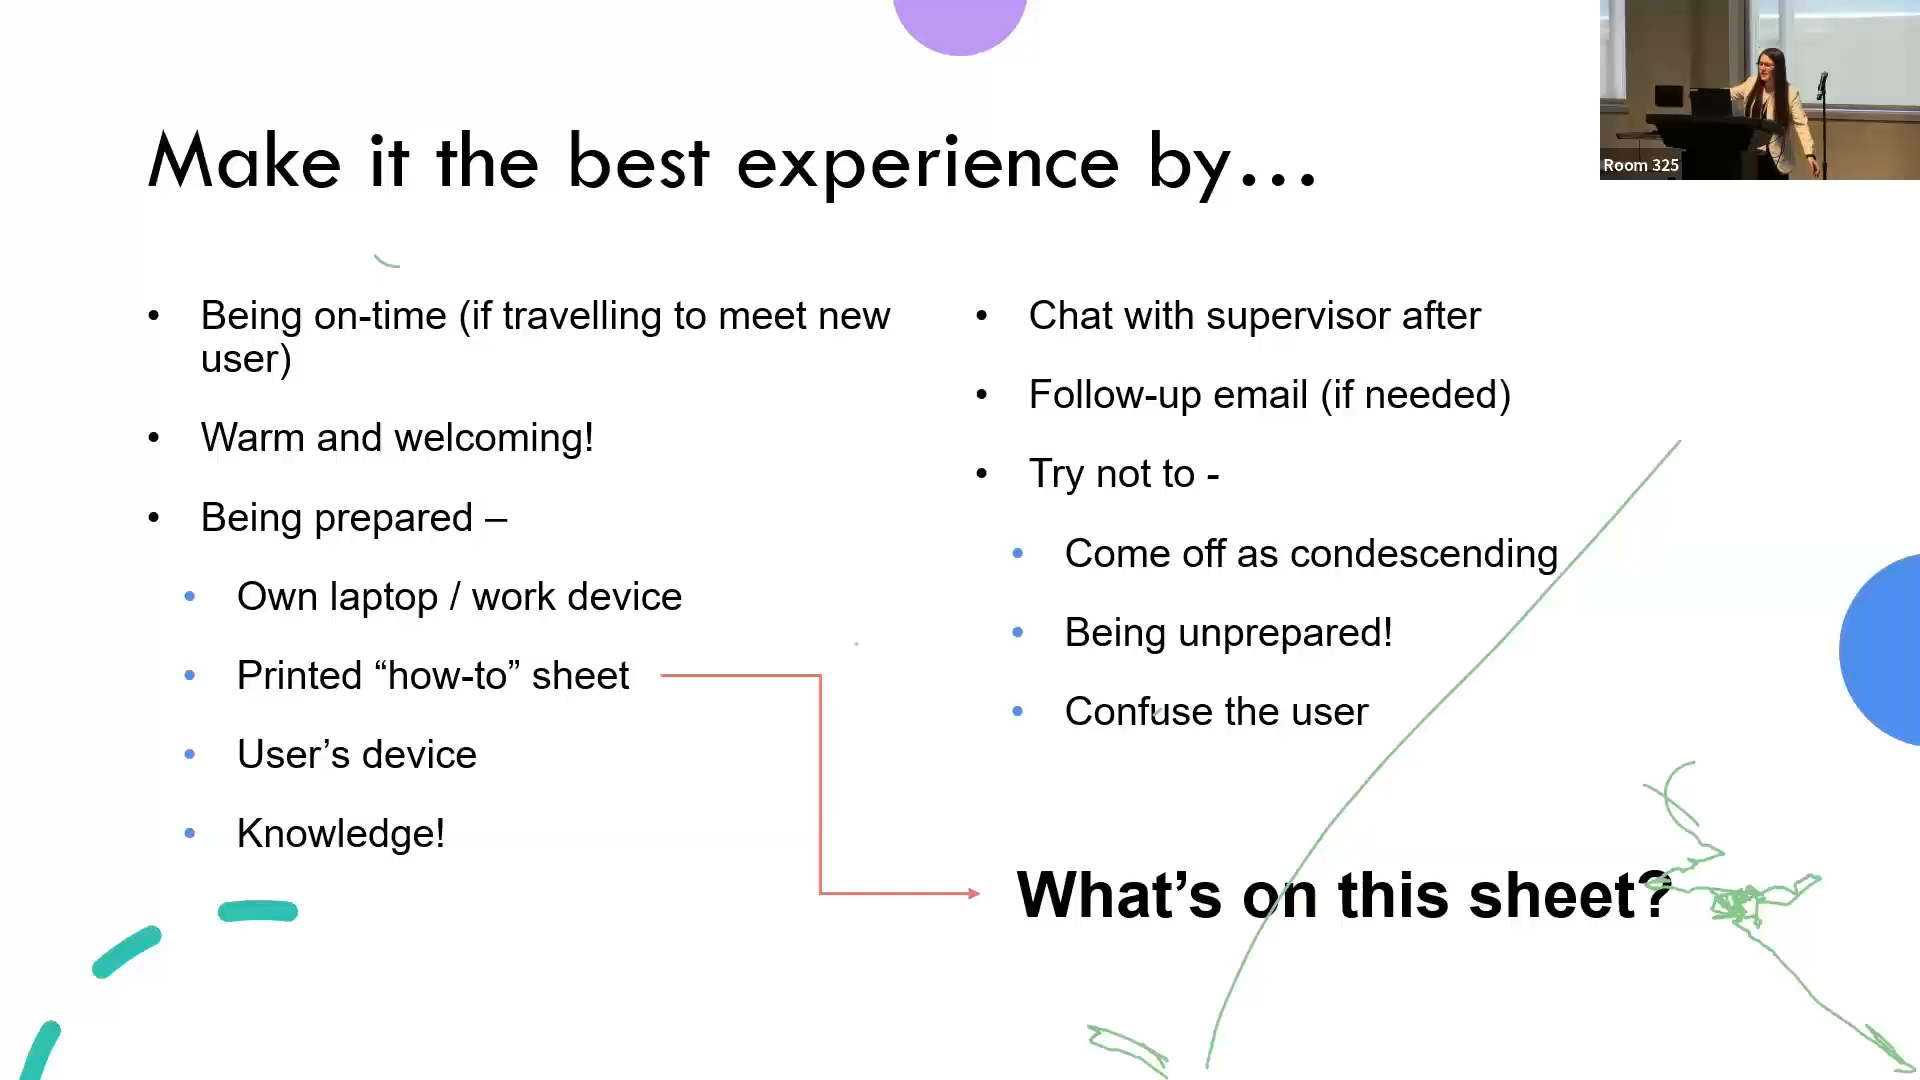 Make it the best experience by…
• Being on-time (if travelling to meet new
user)
• Warm and welcoming!
• Being prepared –
• Own laptop / work device
• Printed “how-to” sheet
• User’s device
• Knowledge!
• Chat with supervisor after
• Follow-up email (if needed)
• Try not to -
• Come off as condescending
• Being unprepared!
• Confuse the user
What’s on this sheet?
Room 325